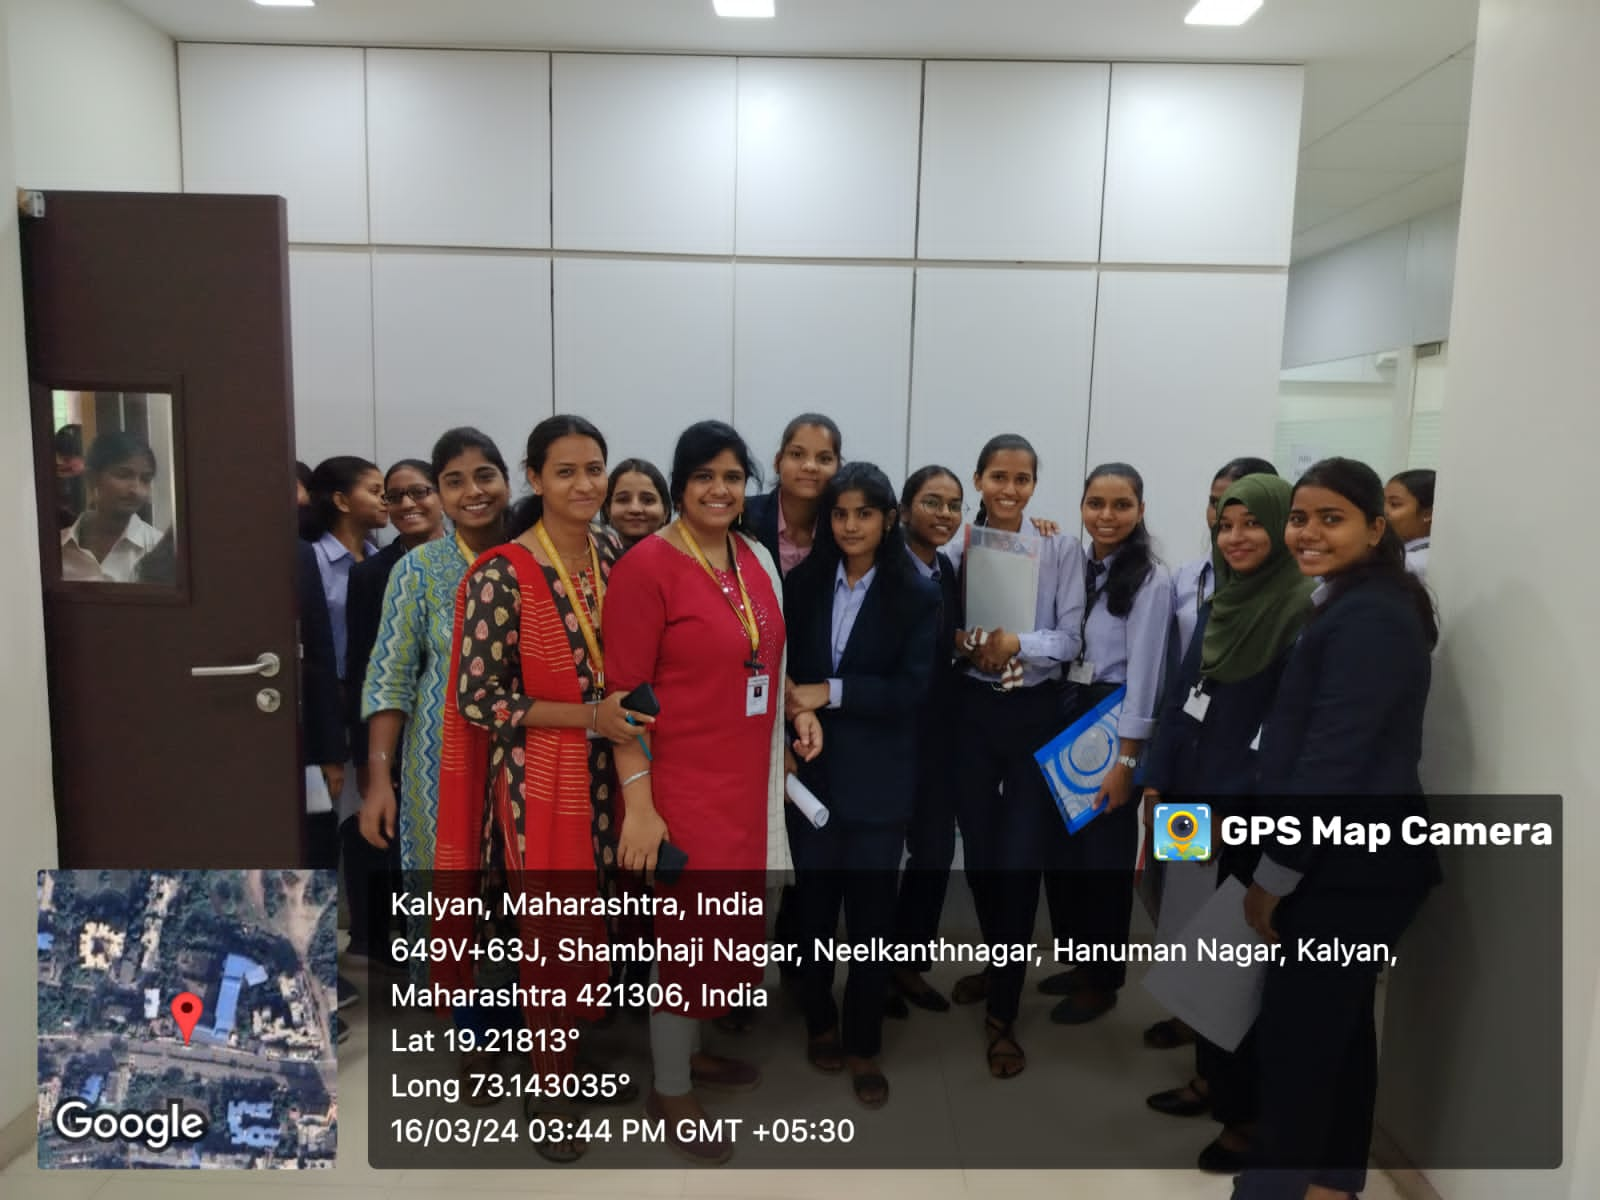 GPS Map Camera
Kalyan, Maharashtra, India
649V+63J, Shambhaji Nagar, Neelkanthnagar, Hanuman Nagar, Kalyan,
Maharashtra 421306, India
Lat 19.21813°
Long 73.143035°
16/03/24 03:44 PM GMT +05:30
Google